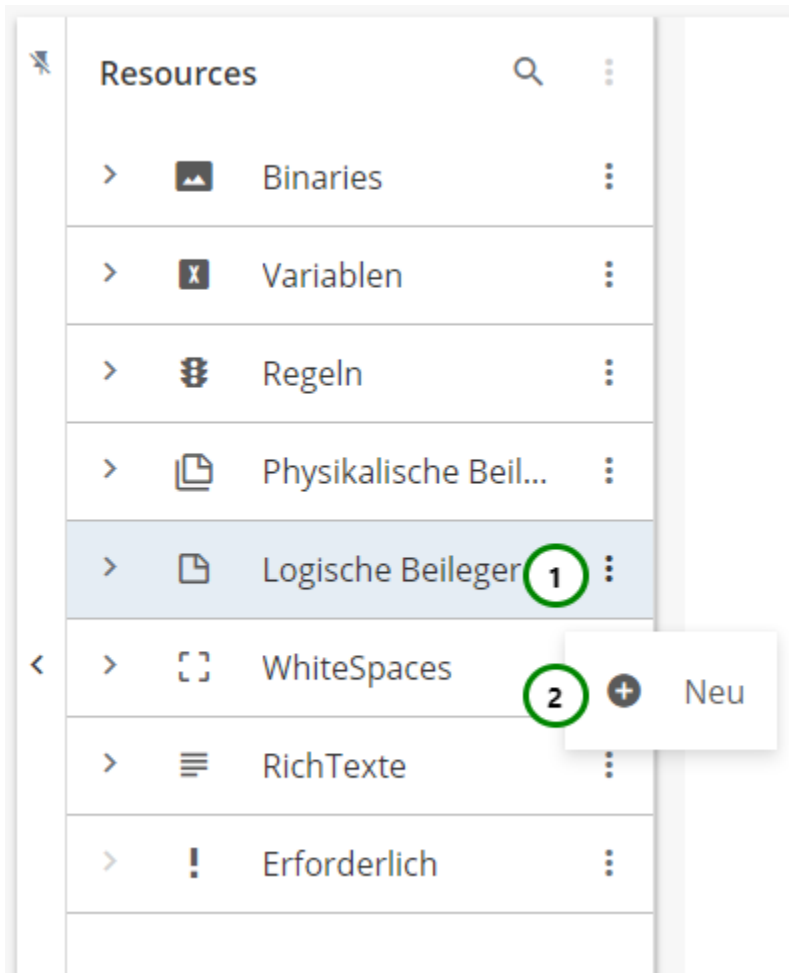 Resources
Binaries
X Variablen
Regeln
Physikalische Beil...
Logische Beileger 1
WhiteSpaces
2 Neu
RichTexte
! Erforderlich